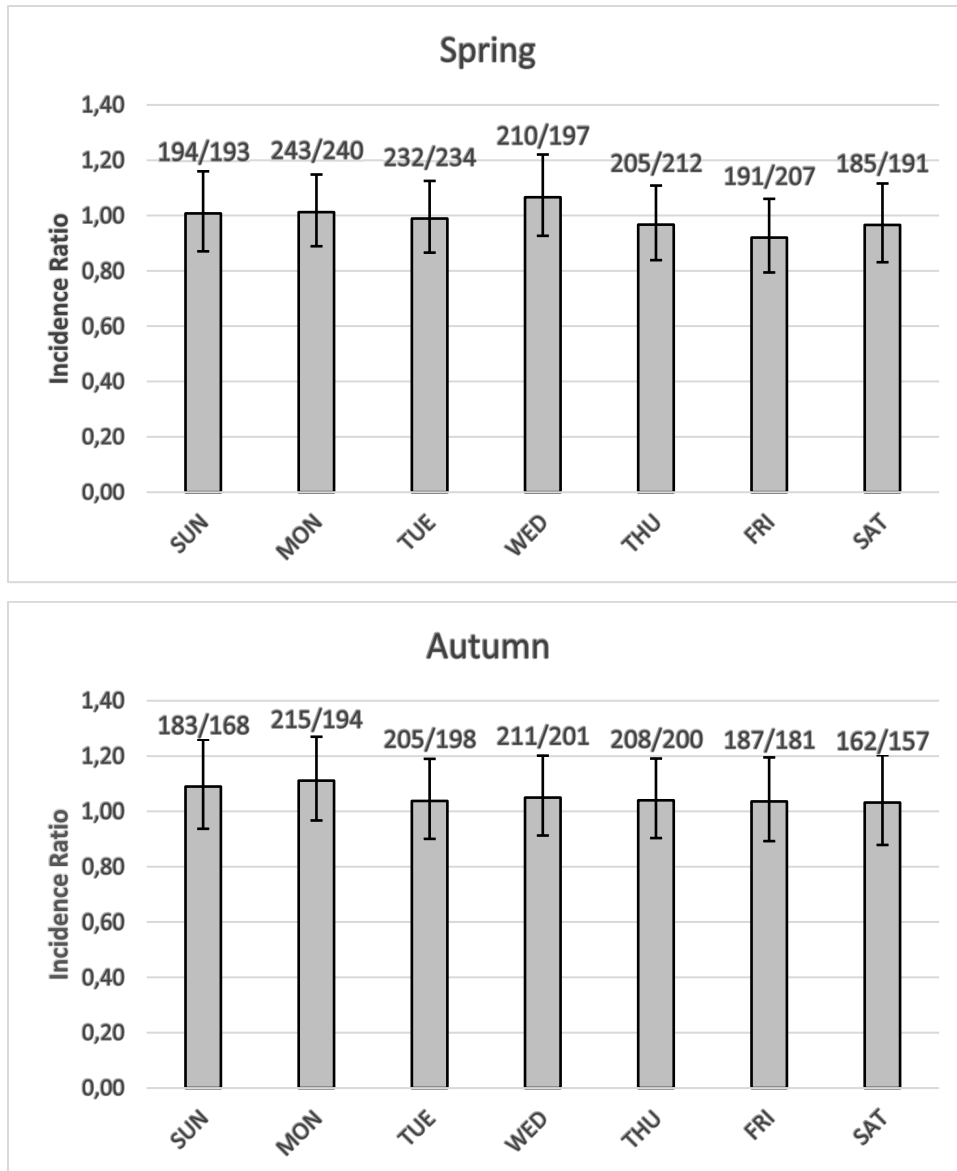 Spring
Incidence Ratio
1,40
1,20
1,00
0,80
0,60
0,40
0,20
0,00
194/193 243/240 232/234 210/197 205/212 191/207 185/191
SUN MON TUE WED THU FRI SAT
Autumn
Incidence Ratio
1,40
1,20
1,00
0,80
0,60
0,40
0,20
0,00
183/168 215/194 205/198 211/201 208/200 187/181 162/157
SUN MON TUE WED THU FRI SAT